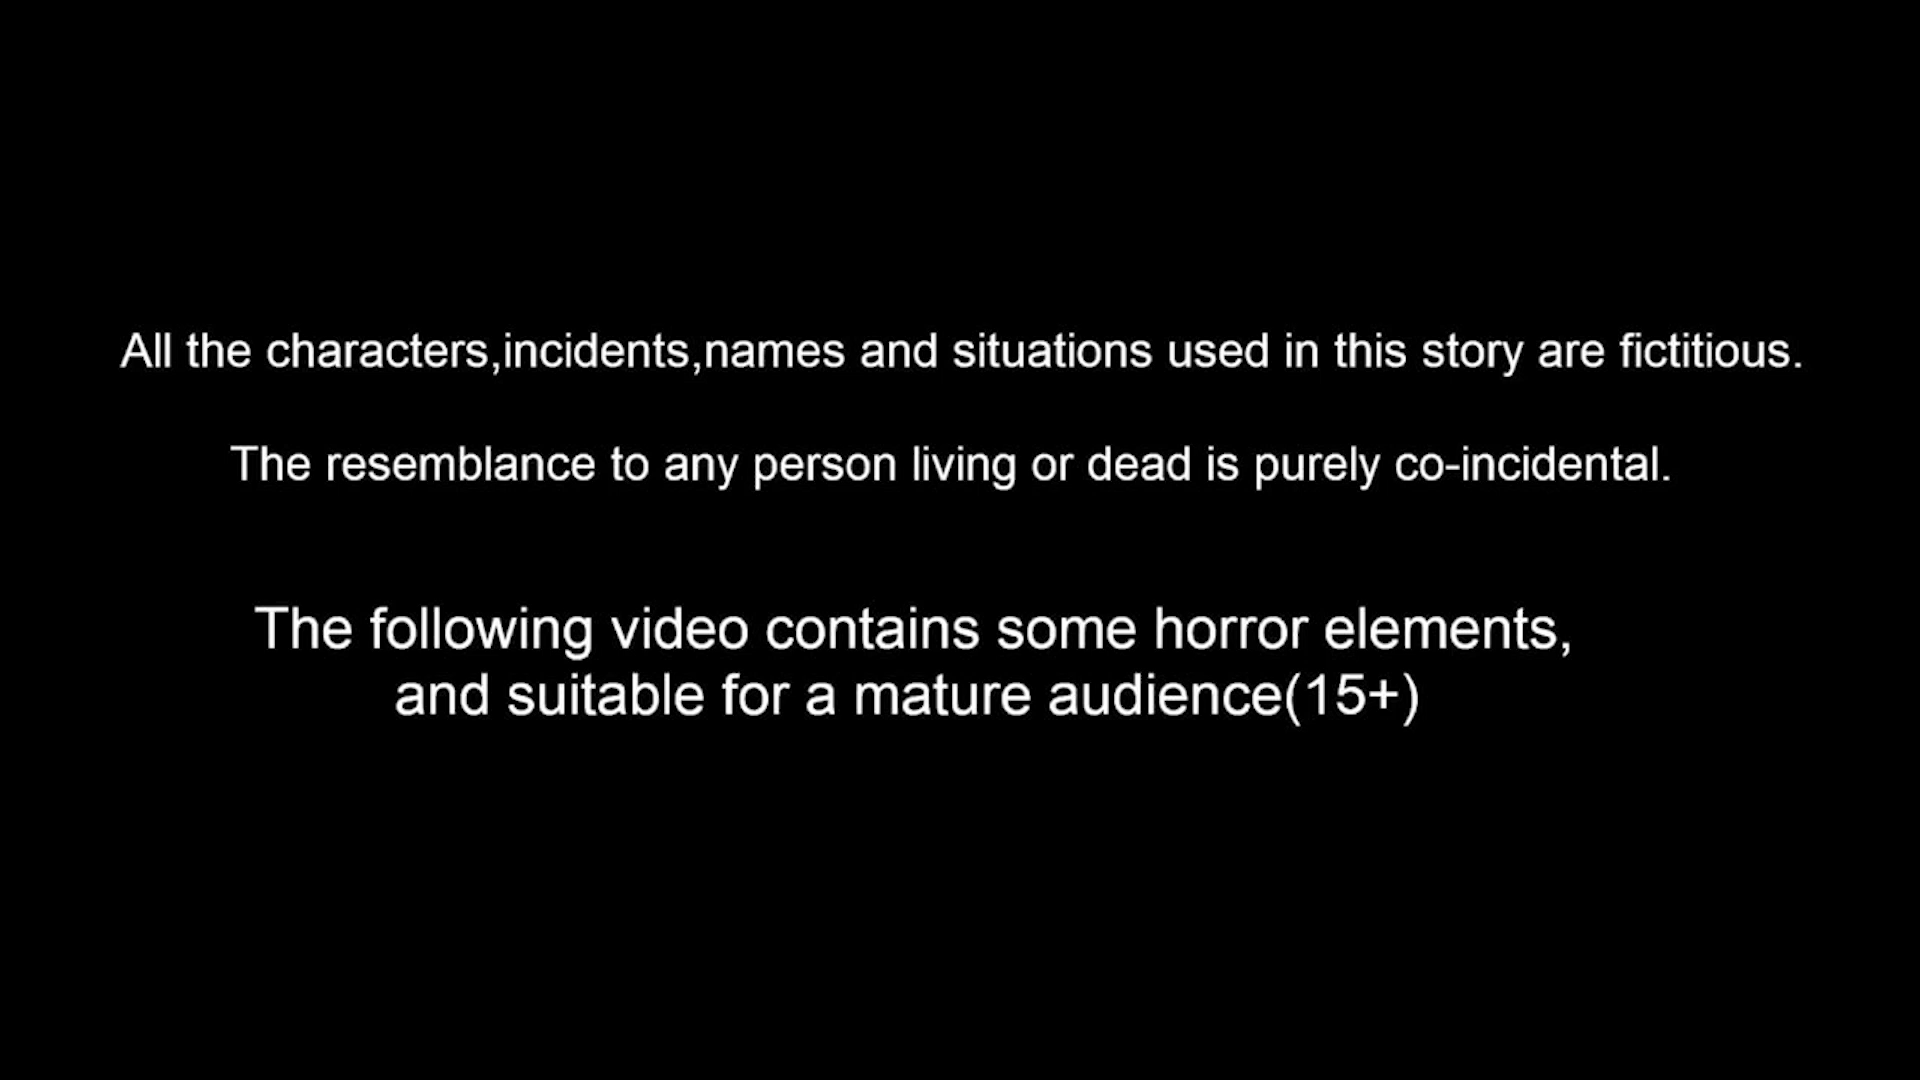 All the characters,incidents,names and situations used in this story are fictitious.
The resemblance to any person living or dead is purely co-incidental.
The following video contains some horror elements,
and suitable for a mature audience(15+)